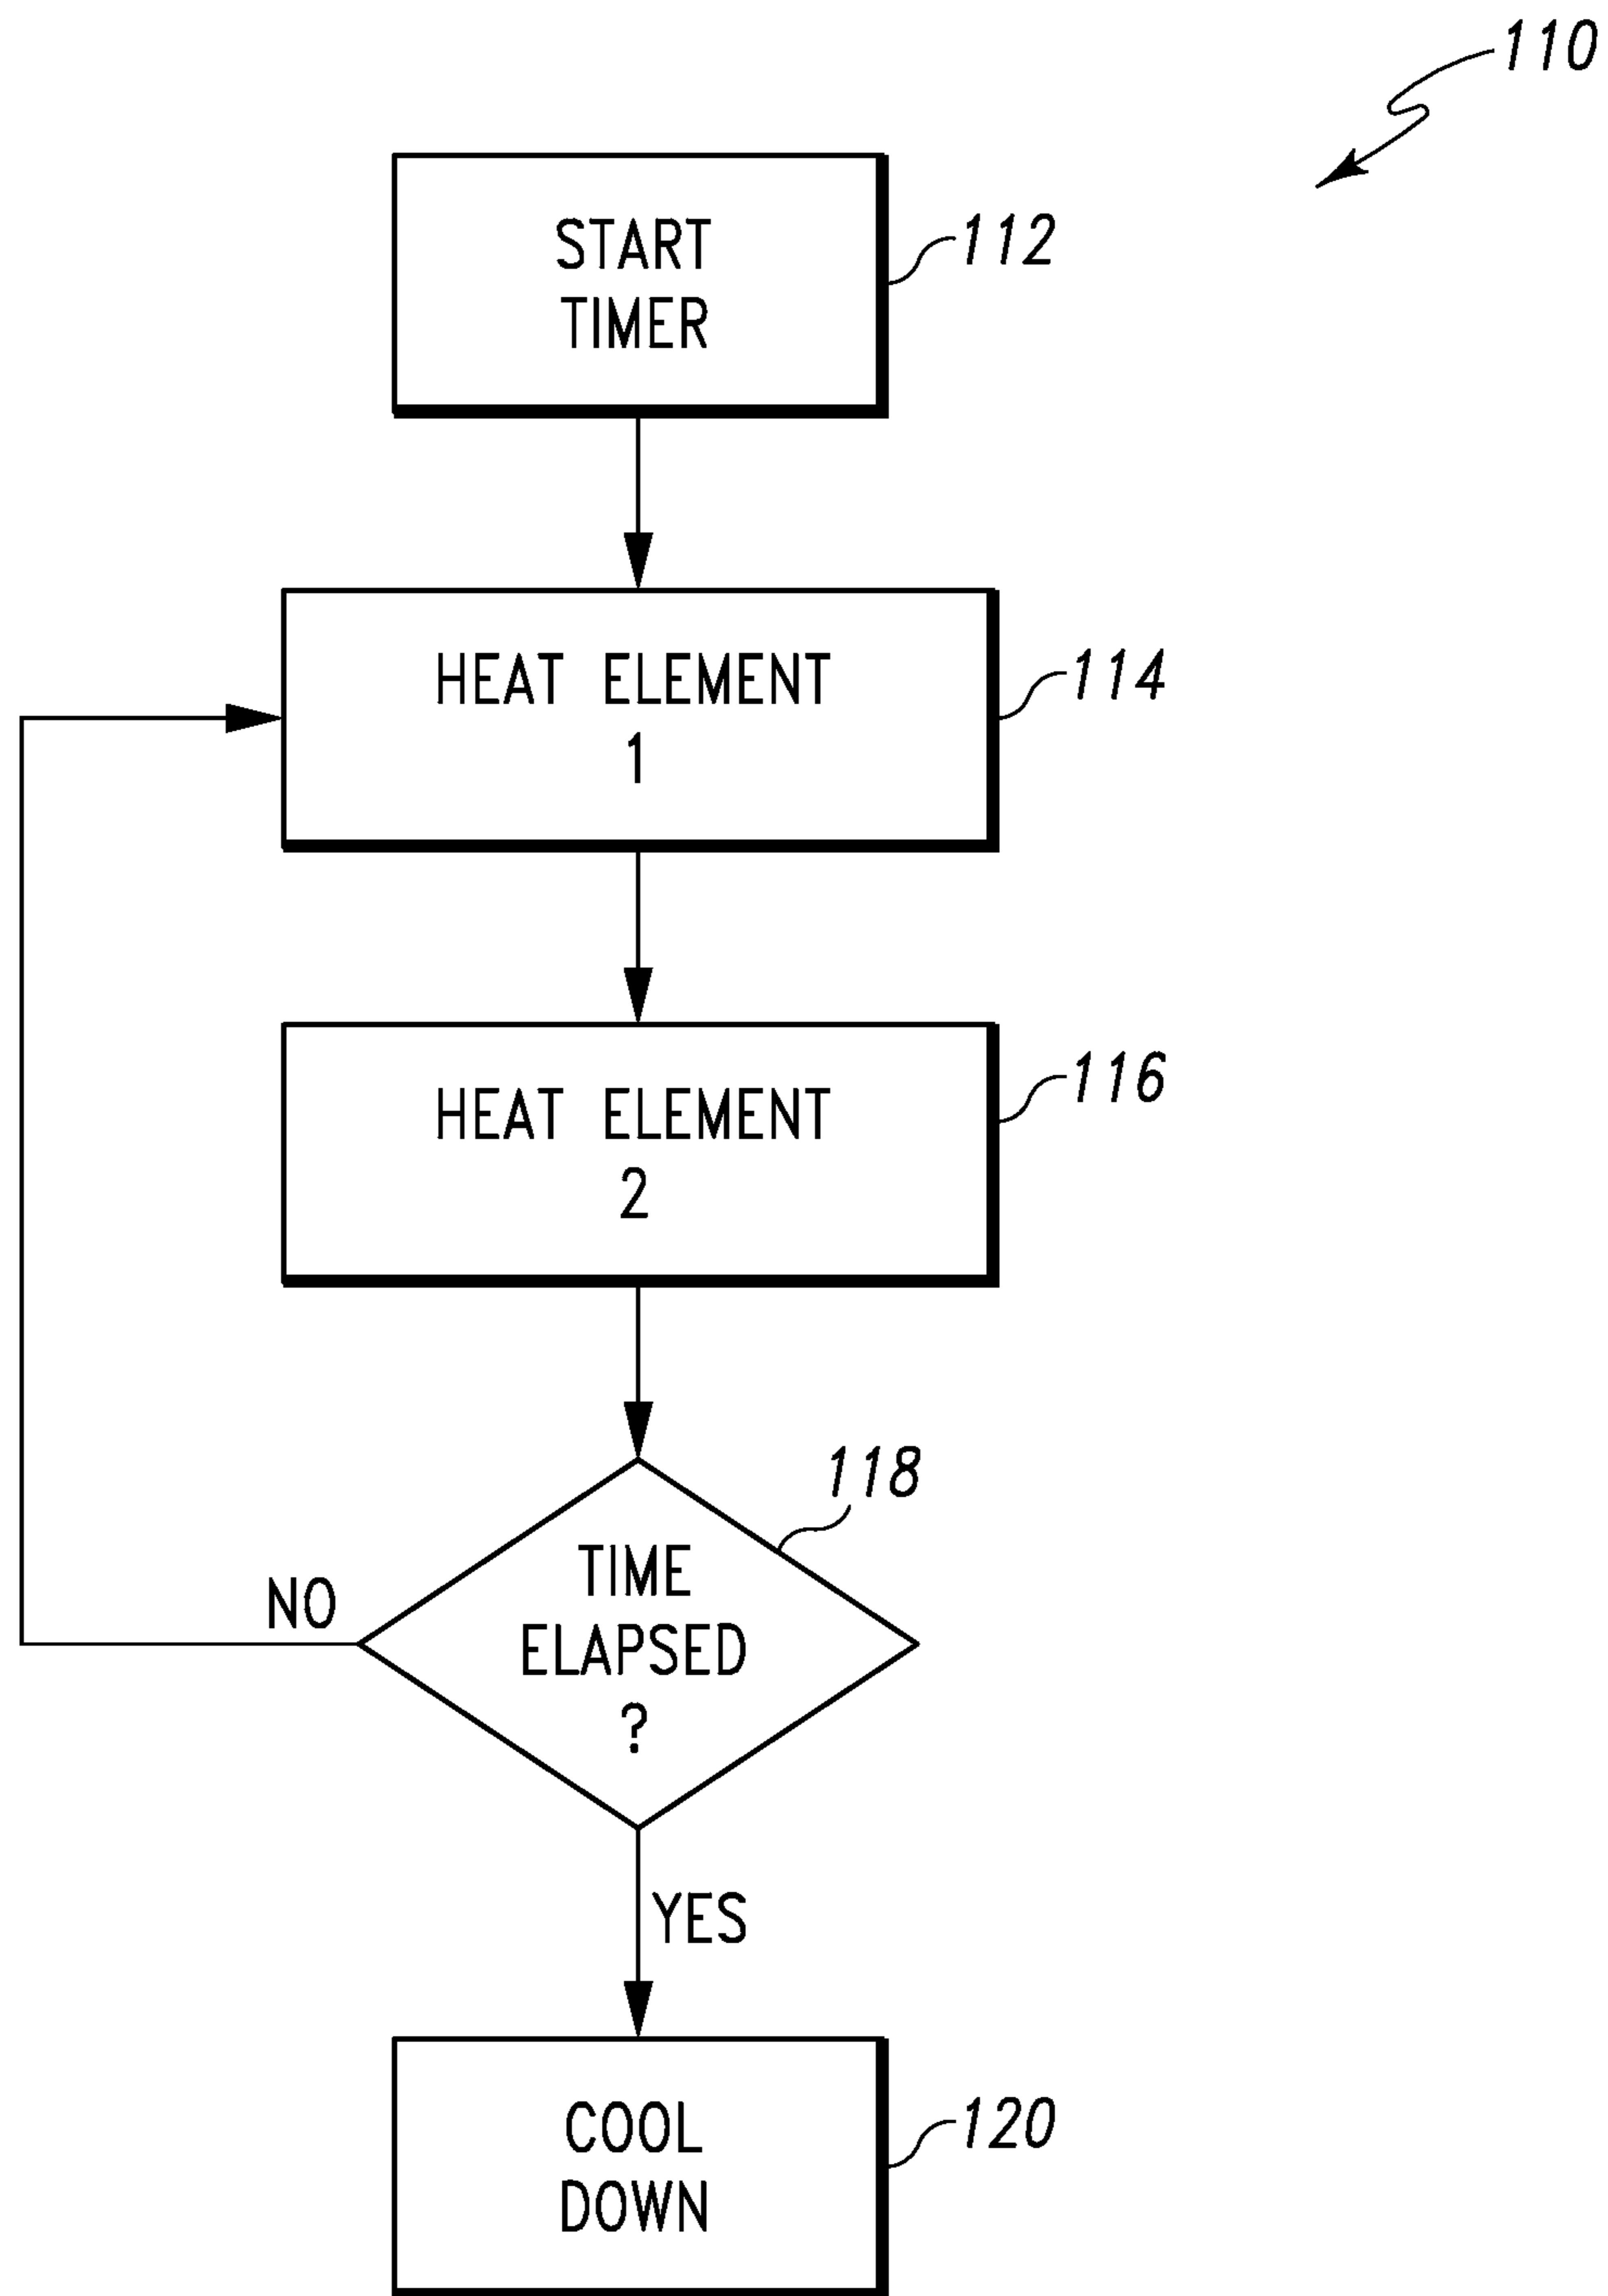 110
START
TIMER
112
HEAT ELEMENT
1
114
HEAT ELEMENT
2
116
118
TIME
ELAPSED
?
NO
YES
COOL
DOWN
120